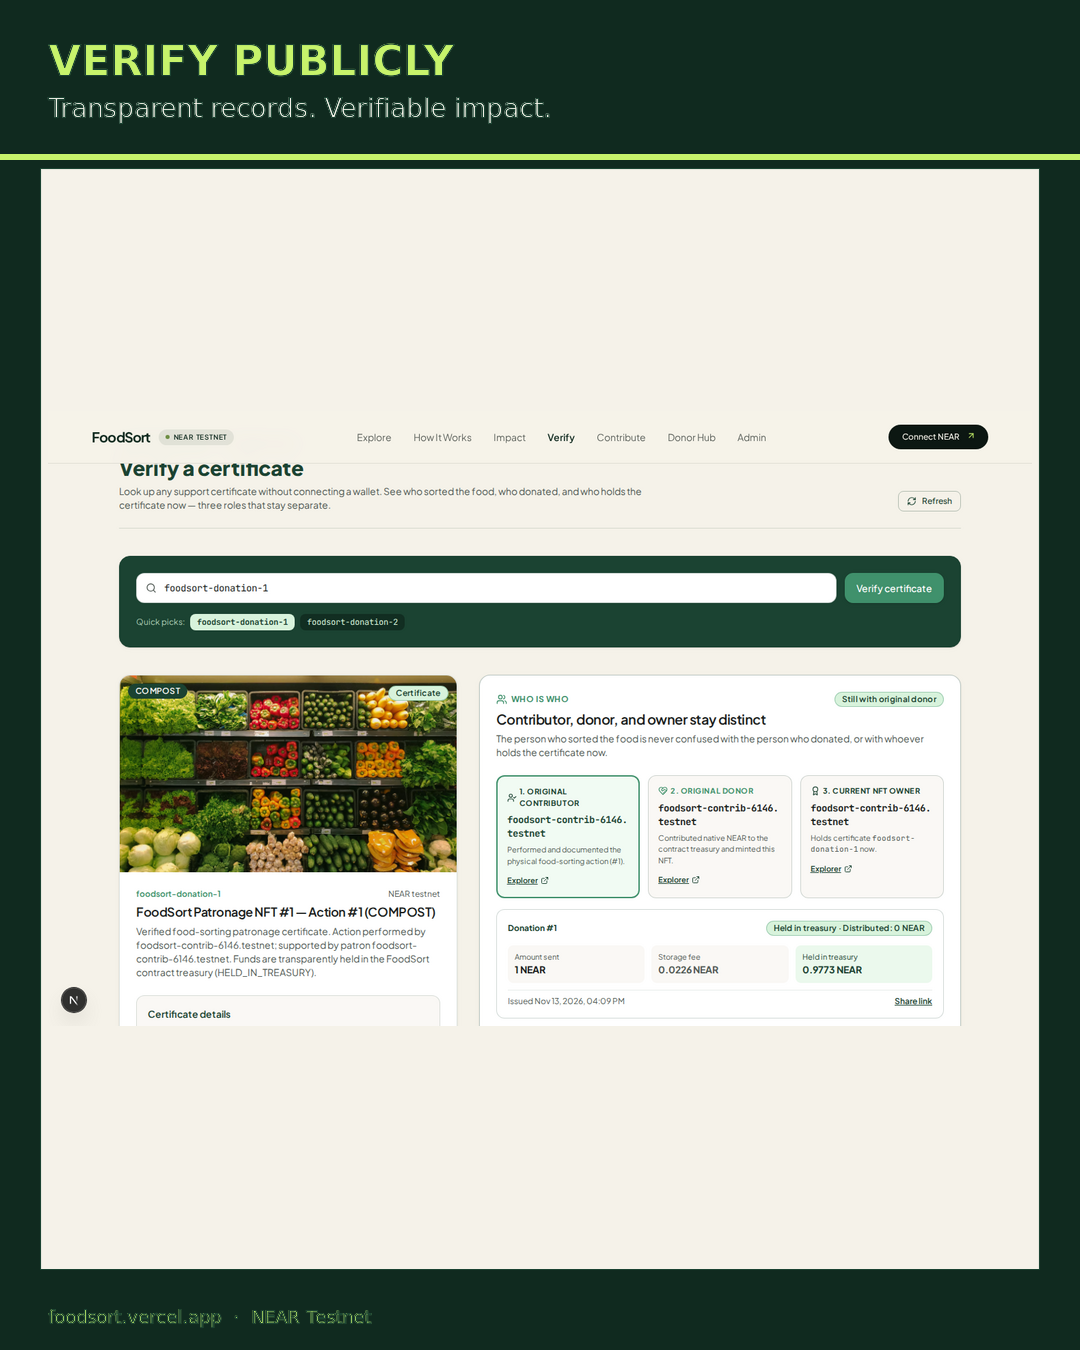 VERIFY PUBLICLY
Transparent records. Verifiable impact.
FoodSort
NEAR TESTNET
Explore
How It Works
Impact
Verify
Contribute
Donor Hub
Admin
Connect NEAR
Verify a certificate
Look up any support certificate without connecting a wallet. See who sorted the food, who donated, and who holds the
certificate now — three roles that stay separate.
Refresh
foodsort-donation-1
Verify certificate
Quick picks:
foodsort-donation-1
foodsort-donation-2
COMPOST
Certificate
foodsort-donation-1
NEAR testnet
FoodSort Patronage NFT #1 — Action #1 (COMPOST)
Verified food-sorting patronage certificate. Action performed by
foodsort-contrib-6146.testnet; supported by patron foodsort-
contrib-6146.testnet. Funds are transparently held in the FoodSort
contract treasury (HELD_IN_TREASURY).
Certificate details
WHO IS WHO
Still with original donor
Contributor, donor, and owner stay distinct
The person who sorted the food is never confused with the person who donated, or with whoever
holds the certificate now.
1. ORIGINAL
CONTRIBUTOR
foodsort-contrib-6146.
testnet
Performed and documented the
physical food-sorting action (#1).
Explorer
2. ORIGINAL DONOR
foodsort-contrib-6146.
testnet
Contributed native NEAR to the
contract treasury and minted this
NFT.
Explorer
3. CURRENT NFT OWNER
foodsort-contrib-6146.
testnet
Holds certificate foodsort-
donation-1 now.
Explorer
Donation #1
Held in treasury · Distributed: 0 NEAR
Amount sent
1 NEAR
Storage fee
0.0226 NEAR
Held in treasury
0.9773 NEAR
Issued Nov 13, 2026, 04:09 PM
Share link
N
foodsort.vercel.app · NEAR Testnet